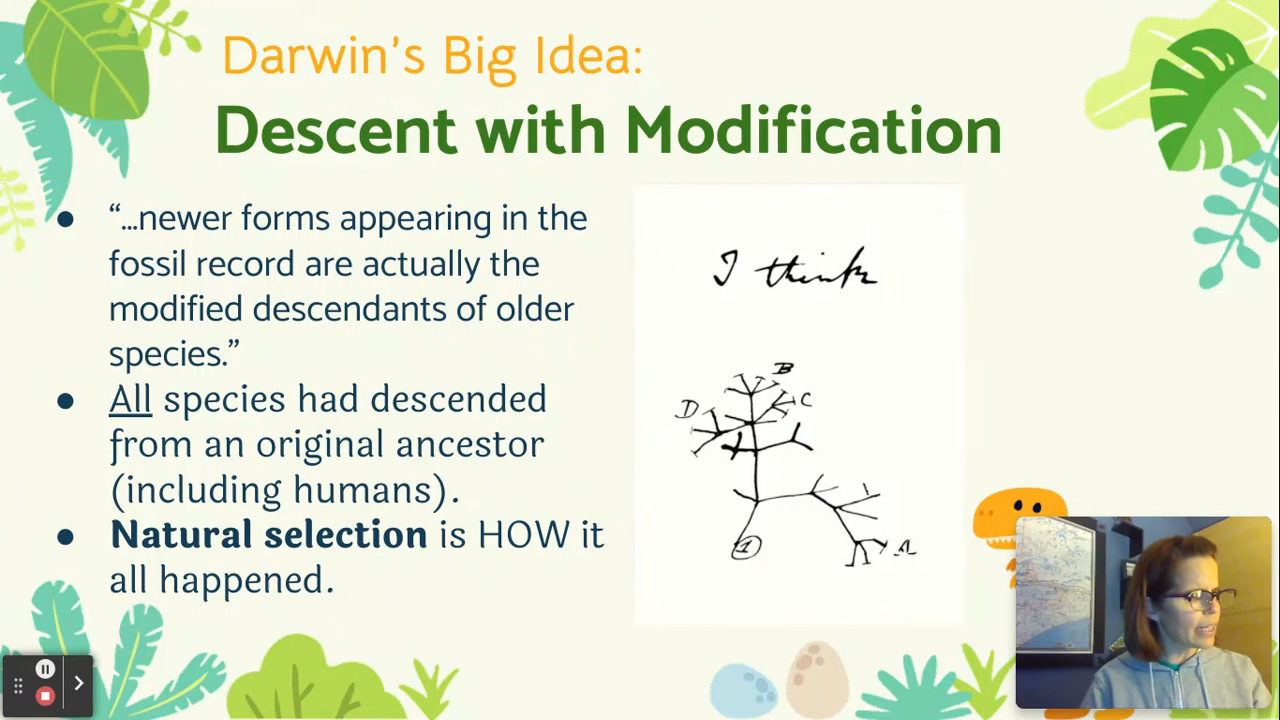 Darwin's Big Idea:
Descent with Modification
● “...newer forms appearing in the
fossil record are actually the
modified descendants of older
species.”
● All species had descended
from an original ancestor
(including humans).
● Natural selection is HOW it
all happened.
I think
B
D
C
1
A